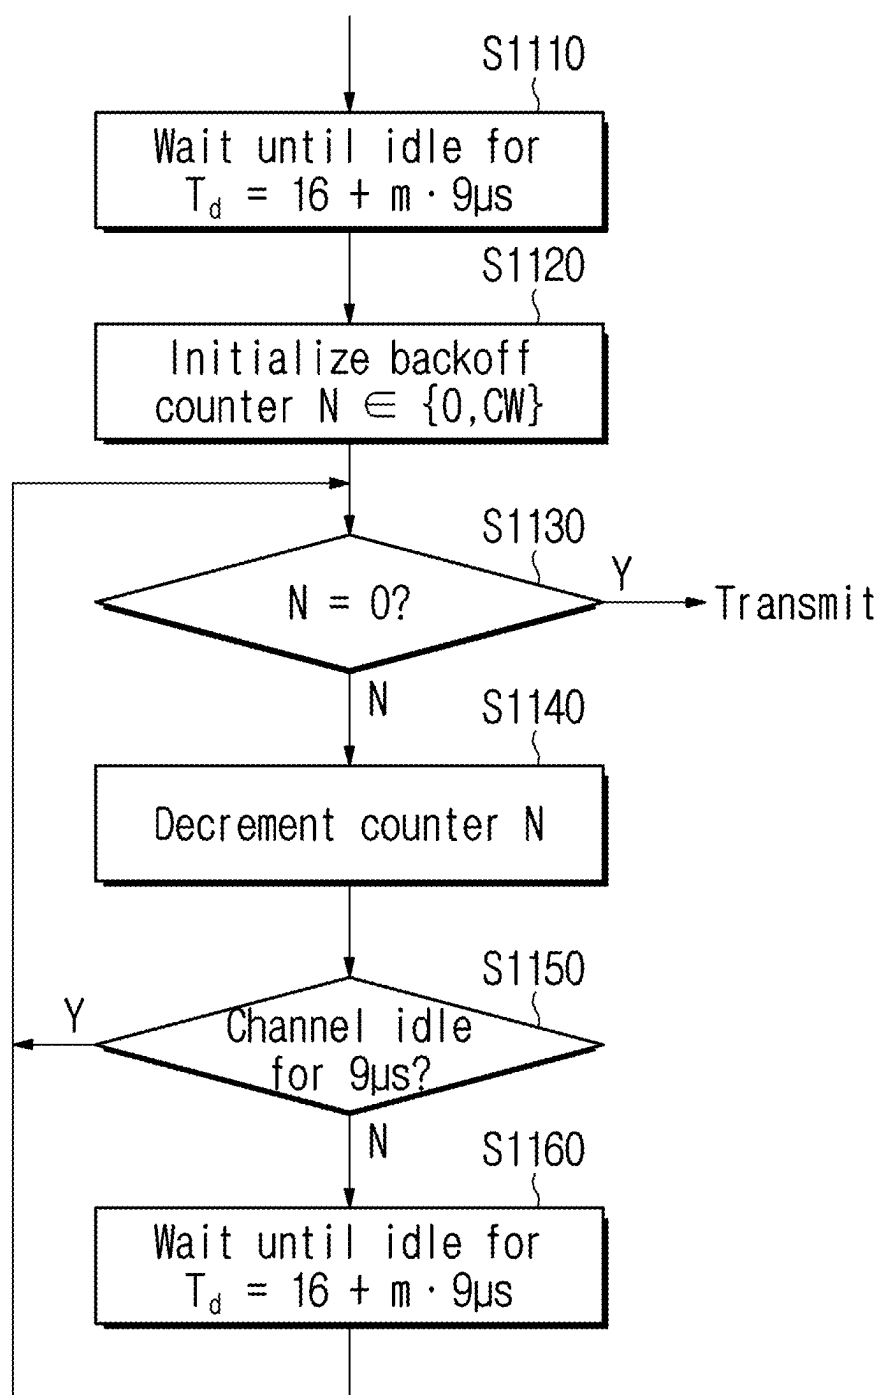 S1110
Wait until idle for
T_d = 16 + m · 9µs
S1120
Initialize backoff
counter N ∈ {0,CW}
S1130
N = 0?
Y
Transmit
N
S1140
Decrement counter N
S1150
Y
Channel idle
for 9µs?
N
S1160
Wait until idle for
T_d = 16 + m · 9µs